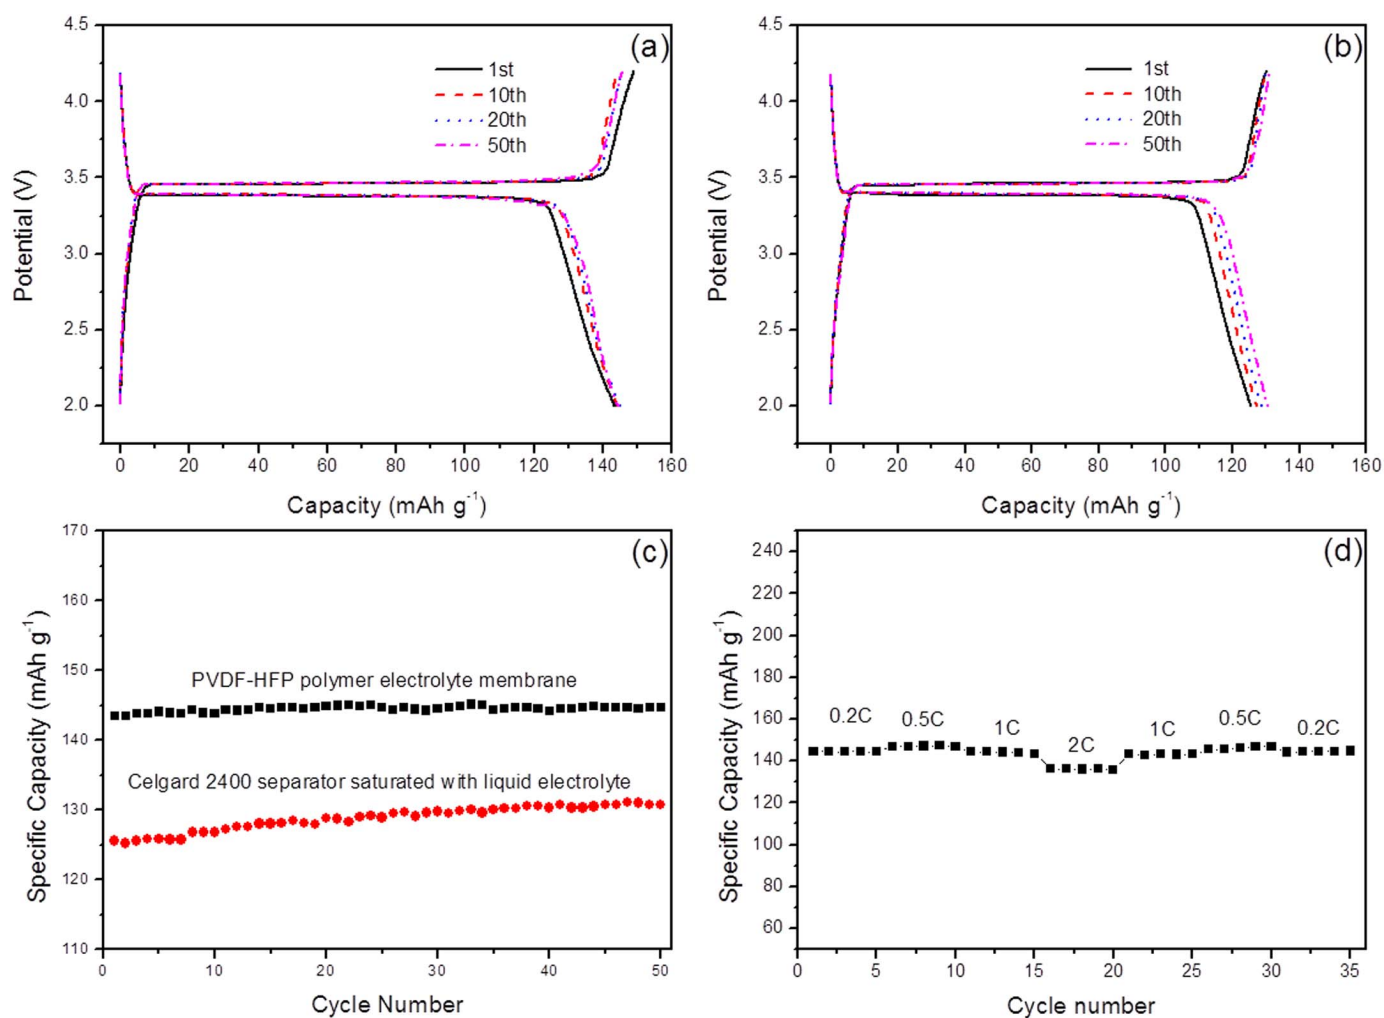 (a)
1st
10th
20th
50th
4.5
4.0
3.5
3.0
2.5
2.0
Potential (V)
0 20 40 60 80 100 120 140 160
Capacity (mAh g-1)
(b)
1st
10th
20th
50th
4.5
4.0
3.5
3.0
2.5
2.0
Potential (V)
0 20 40 60 80 100 120 140 160
Capacity (mAh g-1)
(c)
170
160
150
140
130
120
110
Specific Capacity (mAh g-1)
PVDF-HFP polymer electrolyte membrane
Celgard 2400 separator saturated with liquid electrolyte
0 10 20 30 40 50
Cycle Number
(d)
240
220
200
180
160
140
120
100
80
60
Specific Capacity (mAh g-1)
0.2C 0.5C 1C 2C 1C 0.5C 0.2C
0 5 10 15 20 25 30 35
Cycle number